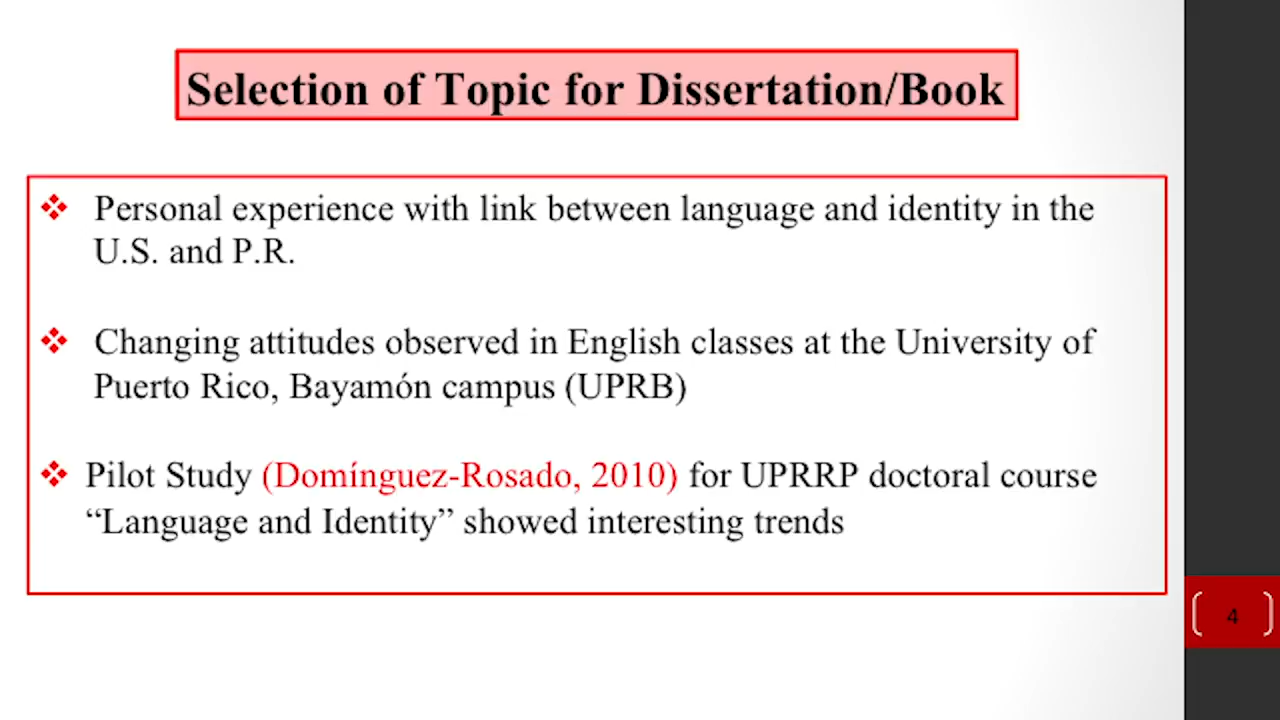 Selection of Topic for Dissertation/Book
❖ Personal experience with link between language and identity in the
U.S. and P.R.
❖ Changing attitudes observed in English classes at the University of
Puerto Rico, Bayamón campus (UPRB)
❖ Pilot Study (Domínguez-Rosado, 2010) for UPRRP doctoral course
“Language and Identity” showed interesting trends
4